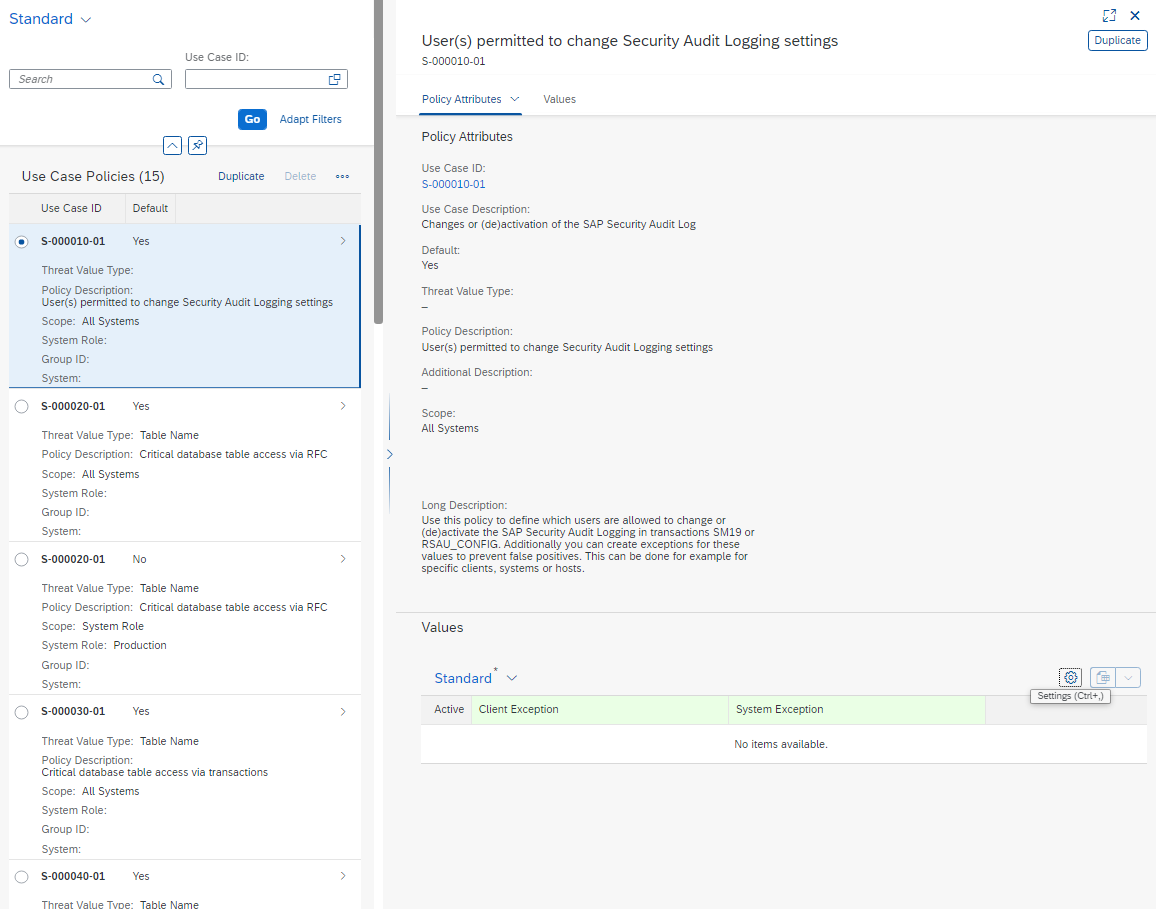 Standard
Search
Use Case ID:
Go
Adapt Filters
Use Case Policies (15)
Duplicate
Delete
Use Case ID
Default
S-000010-01
Yes
Threat Value Type:
Policy Description:
User(s) permitted to change Security Audit Logging settings
Scope: All Systems
System Role:
Group ID:
System:
S-000020-01
Yes
Threat Value Type: Table Name
Policy Description: Critical database table access via RFC
Scope: All Systems
System Role:
Group ID:
System:
S-000020-01
No
Threat Value Type: Table Name
Policy Description: Critical database table access via RFC
Scope: System Role
System Role: Production
Group ID:
System:
S-000030-01
Yes
Threat Value Type: Table Name
Policy Description:
Critical database table access via transactions
Scope: All Systems
System Role:
Group ID:
System:
S-000040-01
Yes
Threat Value Type: Table Name
User(s) permitted to change Security Audit Logging settings
S-000010-01
Duplicate
Policy Attributes
Values
Policy Attributes
Use Case ID:
S-000010-01
Use Case Description:
Changes or (de)activation of the SAP Security Audit Log
Default:
Yes
Threat Value Type:
–
Policy Description:
User(s) permitted to change Security Audit Logging settings
Additional Description:
–
Scope:
All Systems
Long Description:
Use this policy to define which users are allowed to change or
(de)activate the SAP Security Audit Logging in transactions SM19 or
RSAU_CONFIG. Additionally you can create exceptions for these
values to prevent false positives. This can be done for example for
specific clients, systems or hosts.
Values
Standard *
Settings (Ctrl+,)
Active
Client Exception
System Exception
No items available.